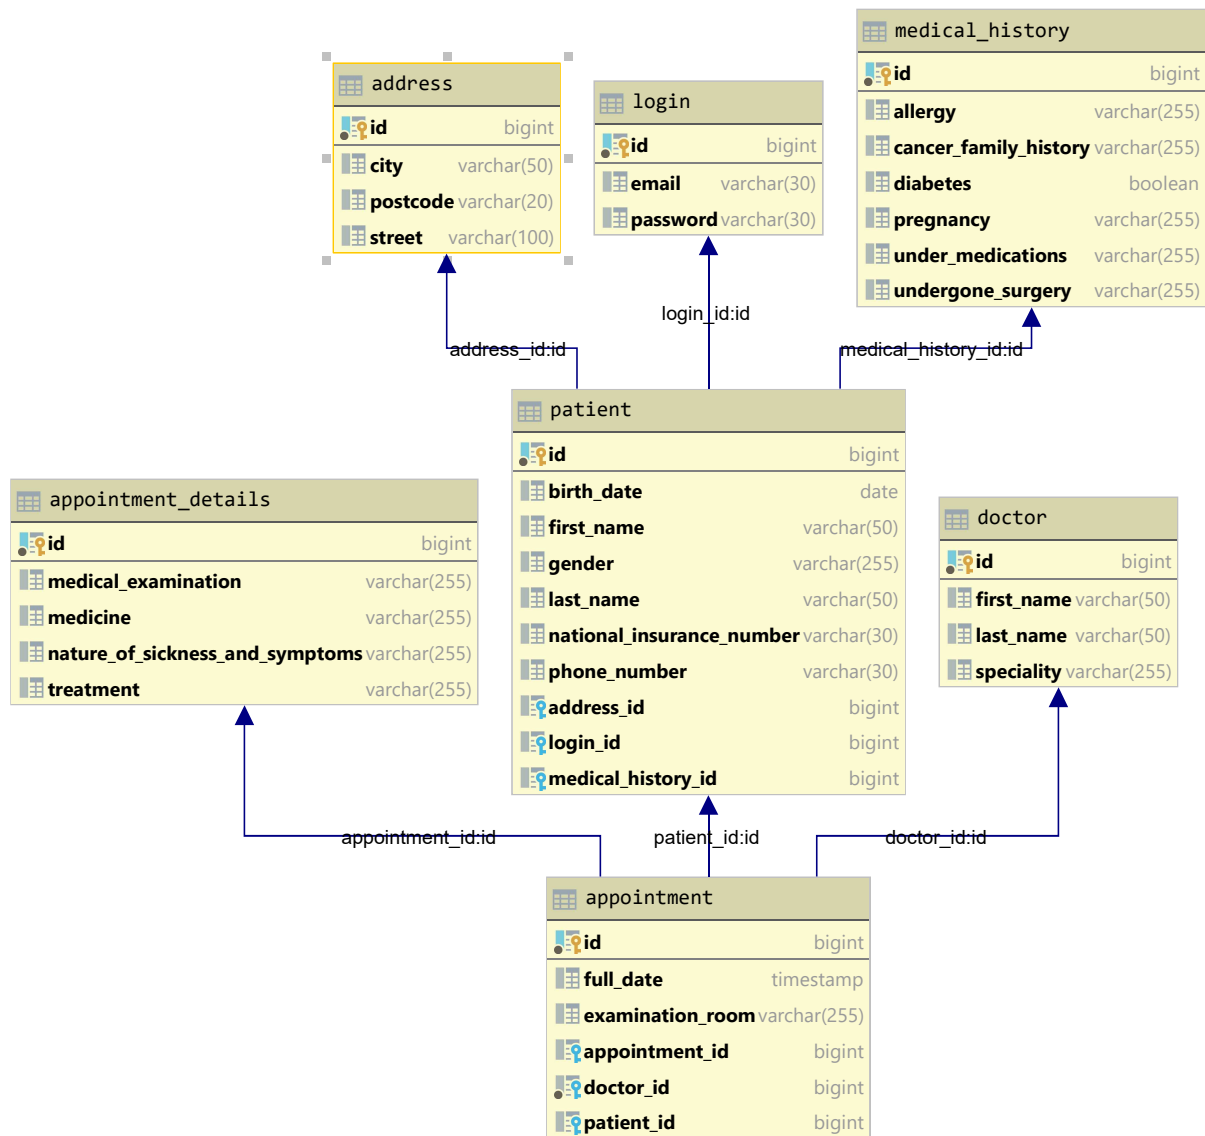 medical_history
id bigint
allergy varchar(255)
cancer_family_history varchar(255)
diabetes boolean
pregnancy varchar(255)
under_medications varchar(255)
undergone_surgery varchar(255)
address
id bigint
city varchar(50)
postcode varchar(20)
street varchar(100)
login
id bigint
email varchar(30)
password varchar(30)
address_id:id
login_id:id
medical_history_id:id
patient
id bigint
birth_date date
first_name varchar(50)
gender varchar(255)
last_name varchar(50)
national_insurance_number varchar(30)
phone_number varchar(30)
address_id bigint
login_id bigint
medical_history_id bigint
appointment_details
id bigint
medical_examination varchar(255)
medicine varchar(255)
nature_of_sickness_and_symptoms varchar(255)
treatment varchar(255)
doctor
id bigint
first_name varchar(50)
last_name varchar(50)
speciality varchar(255)
appointment_id:id
patient_id:id
doctor_id:id
appointment
id bigint
full_date timestamp
examination_room varchar(255)
appointment_id bigint
doctor_id bigint
patient_id bigint